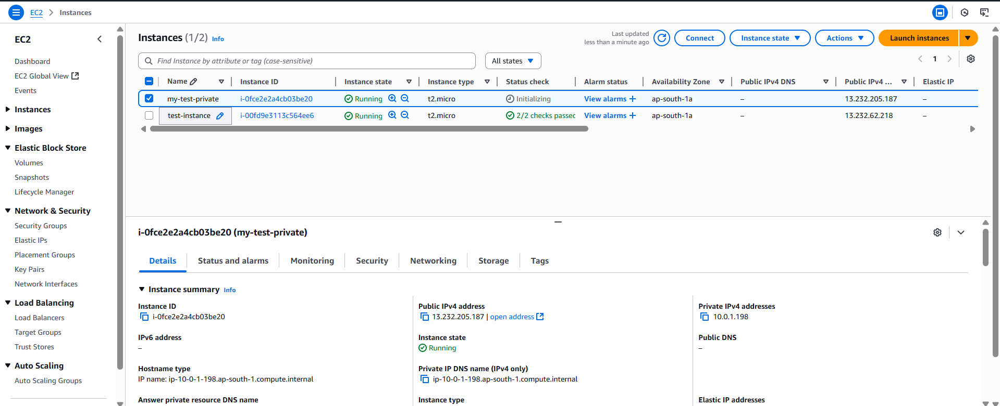 EC2 > Instances
EC2
Dashboard
EC2 Global View
Events
Instances
Images
Elastic Block Store
Volumes
Snapshots
Lifecycle Manager
Network & Security
Security Groups
Elastic IPs
Placement Groups
Key Pairs
Network Interfaces
Load Balancing
Load Balancers
Target Groups
Trust Stores
Auto Scaling
Auto Scaling Groups
Instances (1/2) Info
Last updated
less than a minute ago
Connect
Instance state
Actions
Launch instances
Find Instance by attribute or tag (case-sensitive)
All states
1
Name Instance ID Instance state Instance type Status check Alarm status Availability Zone Public IPv4 DNS Public IPv4 ... Elastic IP
my-test-private i-0fce2e2a4cb03be20 Running t2.micro Initializing View alarms + ap-south-1a – 13.232.205.187 –
test-instance i-00fd9e3113c564ee6 Running t2.micro 2/2 checks passec View alarms + ap-south-1a – 13.232.62.218 –
i-0fce2e2a4cb03be20 (my-test-private)
Details Status and alarms Monitoring Security Networking Storage Tags
Instance summary Info
Instance ID
i-0fce2e2a4cb03be20
Public IPv4 address
13.232.205.187 | open address
Private IPv4 addresses
10.0.1.198
IPv6 address
–
Instance state
Running
Public DNS
–
Hostname type
IP name: ip-10-0-1-198.ap-south-1.compute.internal
Private IP DNS name (IPv4 only)
ip-10-0-1-198.ap-south-1.compute.internal
Answer private resource DNS name
Instance type
Elastic IP addresses